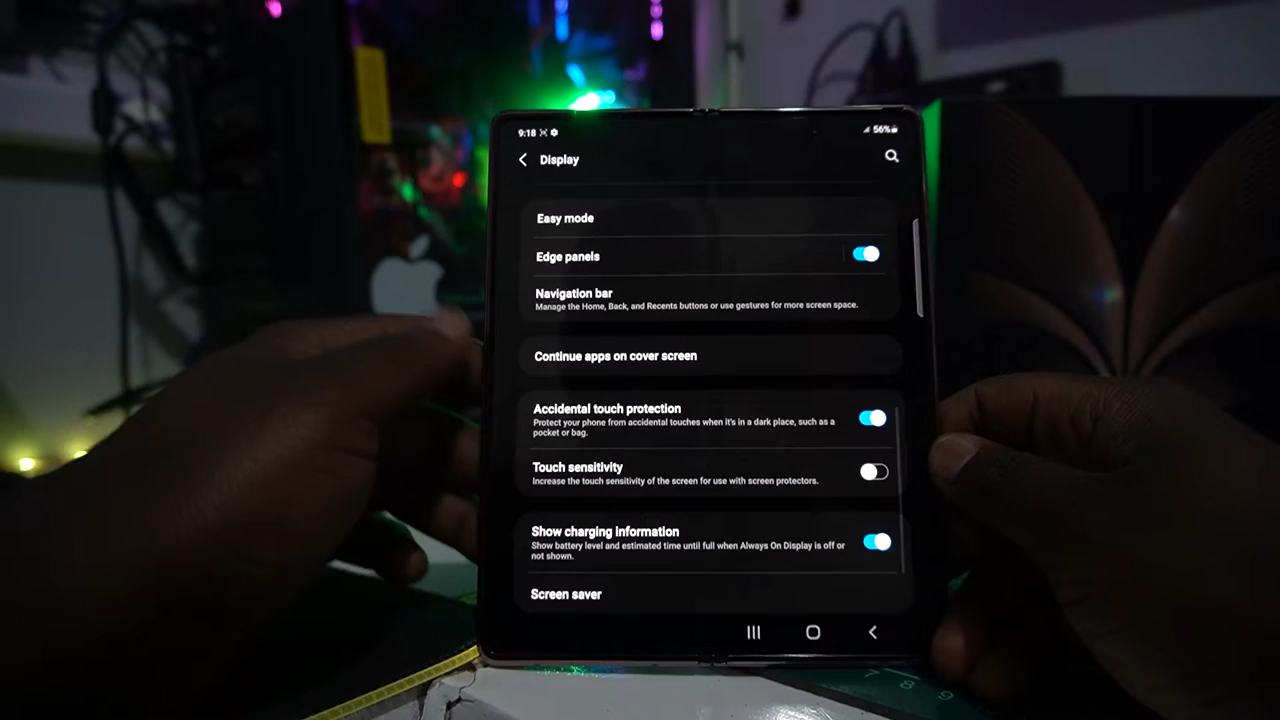 9:18
56%
Display
Easy mode
Edge panels
Navigation bar
Manage the Home, Back, and Recents buttons or use gestures for more screen space.
Continue apps on cover screen
Accidental touch protection
Protect your phone from accidental touches when it's in a dark place, such as a
pocket or bag.
Touch sensitivity
Increase the touch sensitivity of the screen for use with screen protectors.
Show charging information
Show battery level and estimated time until full when Always On Display is off or
not shown.
Screen saver
7 8 9